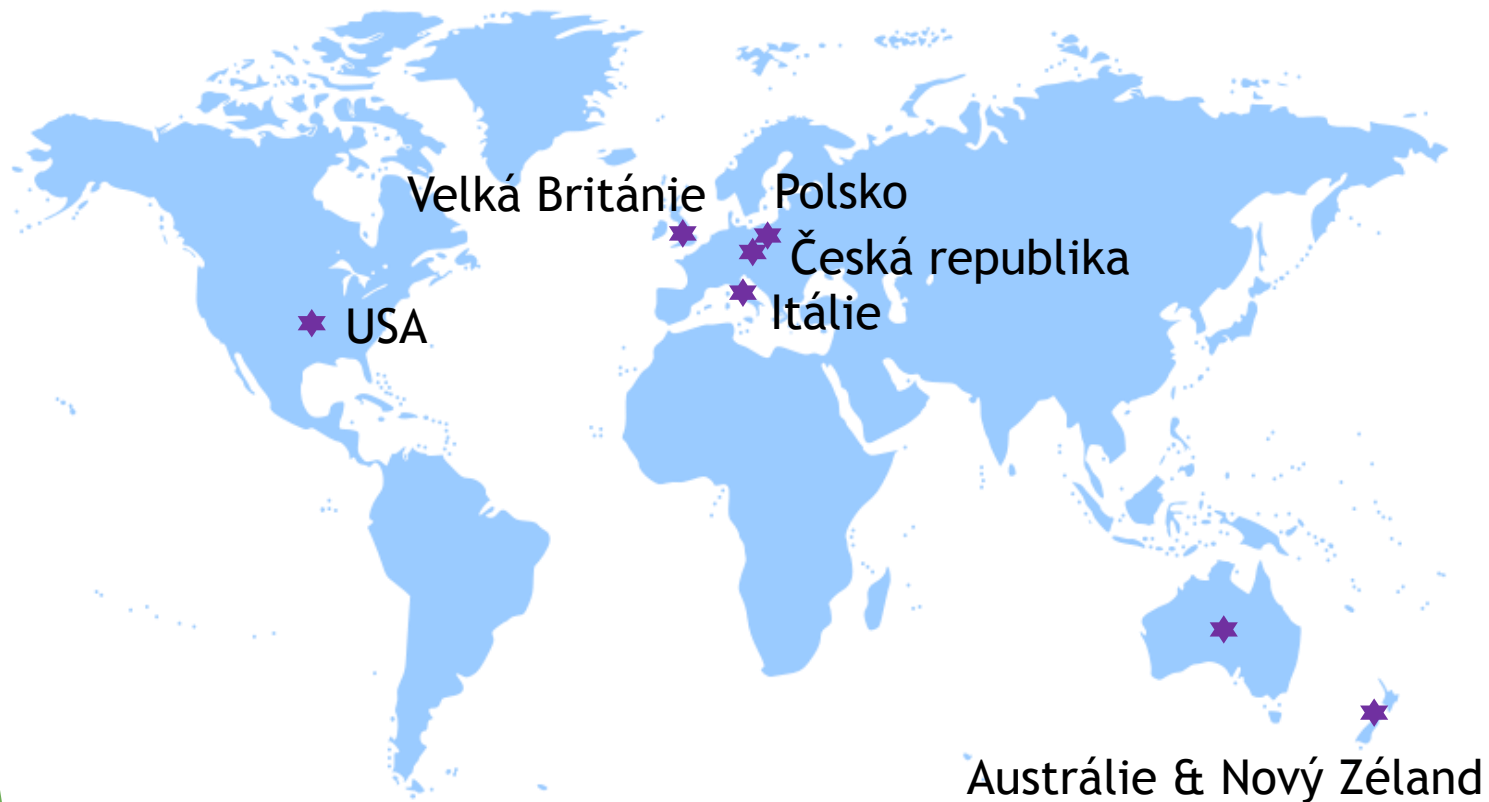 Velká Británie
Polsko
Česká republika
Itálie
USA
Austrálie & Nový Zéland